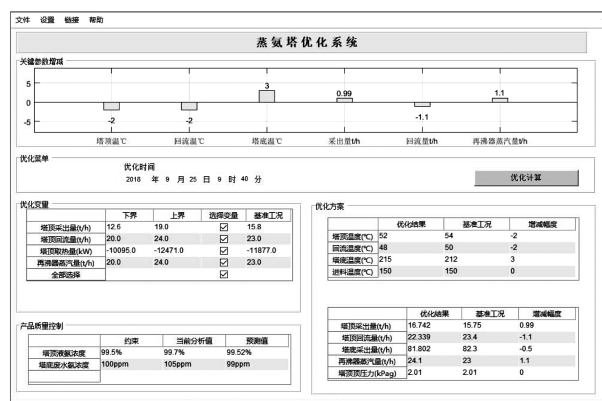 文件 设置 链接 帮助
蒸氨塔优化系统
关键参数增减
5
0
-5
-2
-2
3
0.99
-1.1
1.1
塔顶温℃ 回流温℃ 塔底温℃ 采出量t/h 回流量t/h 再沸器蒸汽量t/h
优化菜单
优化时间
2018 年 9 月 25 日 9 时 40 分
优化计算
优化变量
下界 上界 选择变量 基准工况
塔顶采出量(t/h) 12.6 19.0 15.8
塔顶回流量(t/h) 20.0 24.0 23.0
塔顶取热量(kW) -10095.0 -12471.0 -11877.0
再沸器蒸汽量(t/h) 20.0 24.0 23.0
全部选择
产品质量控制
约束 当前分析值 预测值
塔顶液氨浓度 99.5% 99.7% 99.52%
塔底废水氨浓度 100ppm 105ppm 99ppm
优化方案
优化结果 基准工况 增减幅度
塔顶温度(℃) 52 54 -2
回流温度(℃) 48 50 -2
塔底温度(℃) 215 212 3
进料温度(℃) 150 150 0
优化结果 基准工况 增减幅度
塔顶采出量(t/h) 16.742 15.75 0.99
塔顶回流量(t/h) 22.339 23.4 -1.1
塔底采出量(t/h) 81.802 82.3 -0.5
再沸器蒸汽量(t/h) 24.1 23 1.1
塔顶顶压力(kPag) 2.01 2.01 0